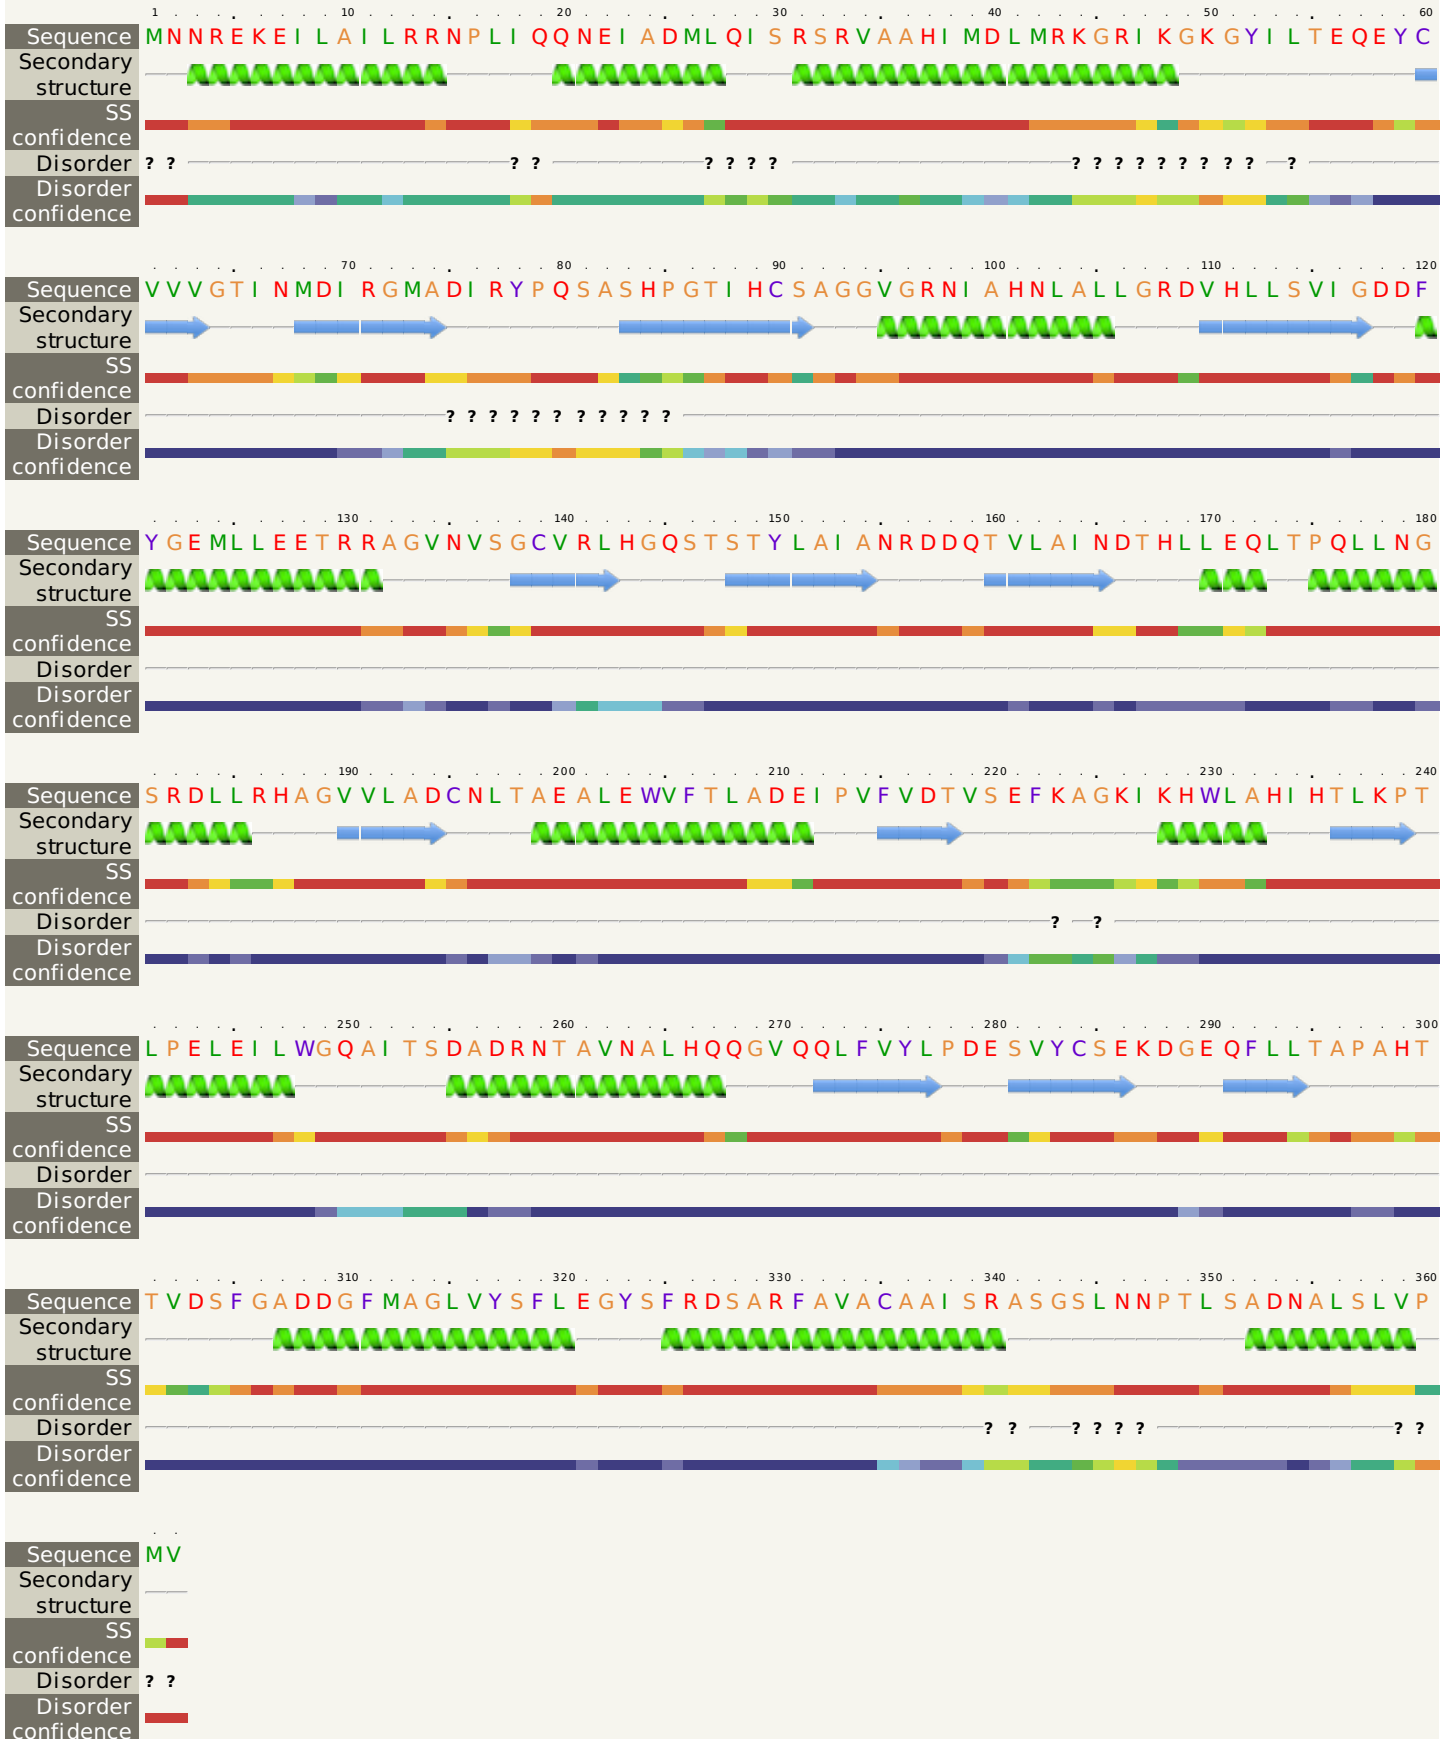 1 10 20 30 40 50 60
Sequence MNNREKEILAILRRNPLIQQNEIADMLQISRSRVAAHIMDLMRKGRIKGKGYILTEQEYC
Secondary
structure
SS
confidence
Disorder ? ? ? ? ? ? ? ? ? ? ? ? ? ? ? ? ? ?
Disorder
confidence
70 80 90 100 110 120
Sequence VVVGTINMDIRGMADIRYPQSASHPGTIHCSAGGVGRNIAHNLALLGRDVHLLSVIGDDF
Secondary
structure
SS
confidence
Disorder ? ? ? ? ? ? ? ? ? ? ?
Disorder
confidence
130 140 150 160 170 180
Sequence YGEMLLEETRRAGVNVSGCVRLHGQSTSTYLAIANRDDQTVLAINDTHLLEQLTPQLLNG
Secondary
structure
SS
confidence
Disorder
Disorder
confidence
190 200 210 220 230 240
Sequence SRDLLRHAGVVLADCNLTAEALEWVFTLADEIPVFVDTVSEFKAGKIKHWLAHIHTLKPT
Secondary
structure
SS
confidence
Disorder ? ?
Disorder
confidence
250 260 270 280 290 300
Sequence LPELEILWGQAITSDADRNTAVNALHQQGVQQLFVYLPDESVYCSEKDGEQFLLTAPAHT
Secondary
structure
SS
confidence
Disorder
Disorder
confidence
310 320 330 340 350 360
Sequence TVDSFGADDGFMAGLVYSFLEGYSFRDSARFAVACAAISRASGSLNNPTLSADNALSLVP
Secondary
structure
SS
confidence
Disorder ? ? ? ? ? ? ? ?
Disorder
confidence
Sequence MV
Secondary
structure
SS
confidence
Disorder ? ?
Disorder
confidence